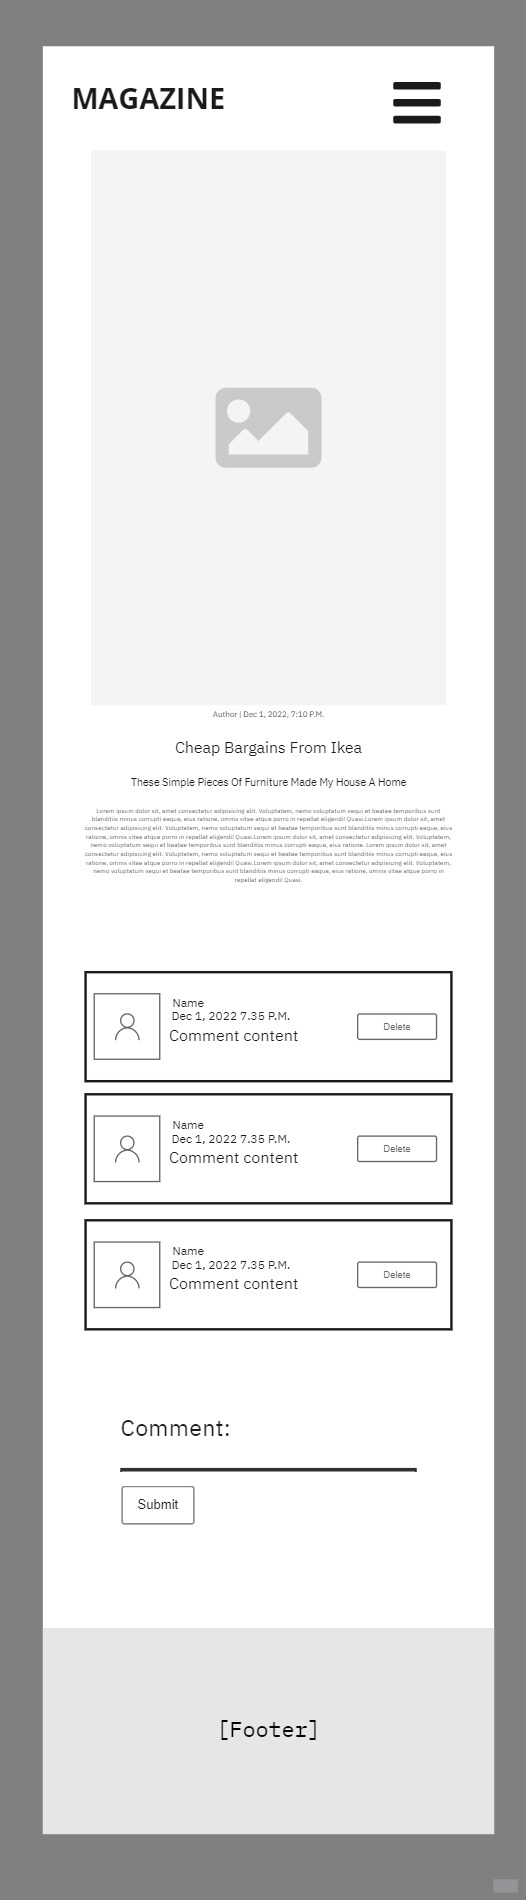 MAGAZINE
Author | Dec 1, 2022, 7:10 P.M.
Cheap Bargains From Ikea
These Simple Pieces Of Furniture Made My House A Home
Lorem ipsum dolor sit, amet consectetur adipisicing elit. Voluptatem, nemo voluptatum sequi et beatae temporibus sunt
blanditiis minus corrupti eaque, eius ratione, omnis vitae atque porro in repellat eligendi! Quasi.Lorem ipsum dolor sit, amet
consectetur adipisicing elit. Voluptatem, nemo voluptatum sequi et beatae temporibus sunt blanditiis minus corrupti eaque, eius
ratione, omnis vitae atque porro in repellat eligendi! Quasi.Lorem ipsum dolor sit, amet consectetur adipisicing elit. Voluptatem,
nemo voluptatum sequi et beatae temporibus sunt blanditiis minus corrupti eaque, eius ratione. Lorem ipsum dolor sit, amet
consectetur adipisicing elit. Voluptatem, nemo voluptatum sequi et beatae temporibus sunt blanditiis minus corrupti eaque, eius
ratione, omnis vitae atque porro in repellat eligendi! Quasi.Lorem ipsum dolor sit, amet consectetur adipisicing elit. Voluptatem,
nemo voluptatum sequi et beatae temporibus sunt blanditiis minus corrupti eaque, eius ratione, omnis vitae atque porro in
repellat eligendi! Quasi.
Name
Dec 1, 2022 7.35 P.M.
Comment content
Delete
Name
Dec 1, 2022 7.35 P.M.
Comment content
Delete
Name
Dec 1, 2022 7.35 P.M.
Comment content
Delete
Comment:
Submit
[Footer]